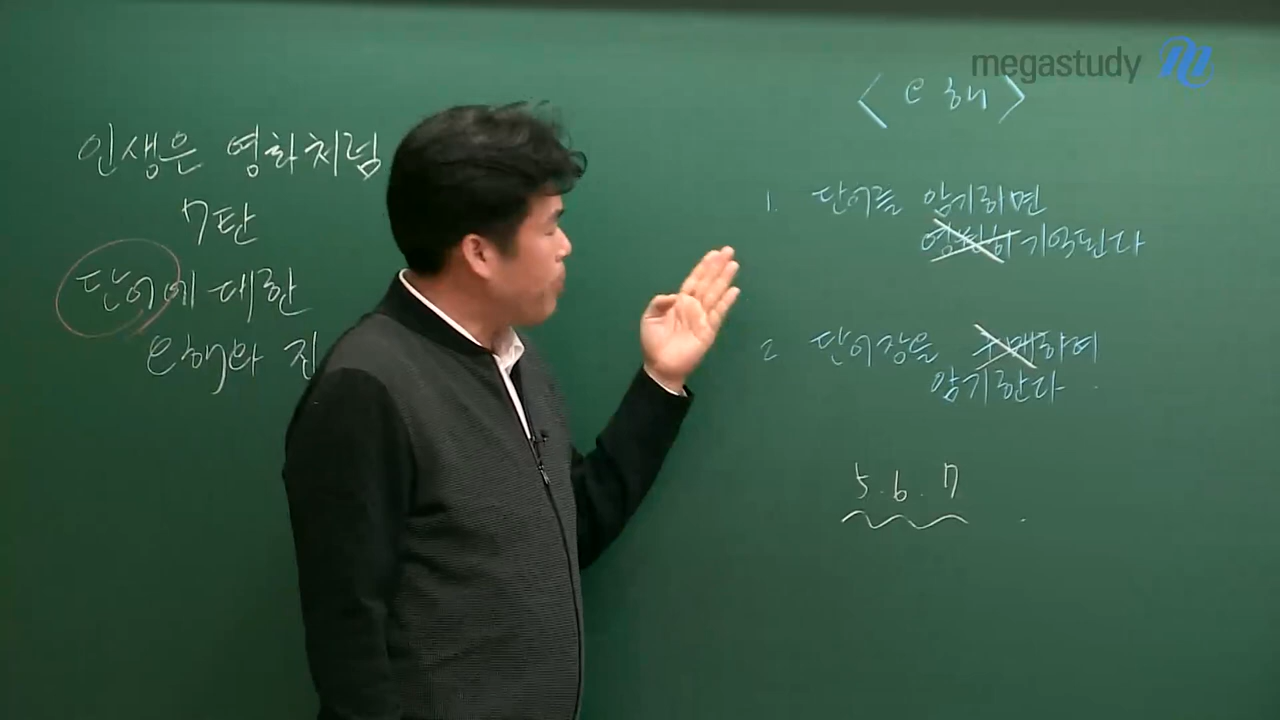 인생은 영화처럼
7탄
단어에 대한
오해와 진
megastudy
< 오해 >
1. 단어를 암기하면
영원히 기억된다
2 단어장을 구매하여
암기한다.
5. 6. 7